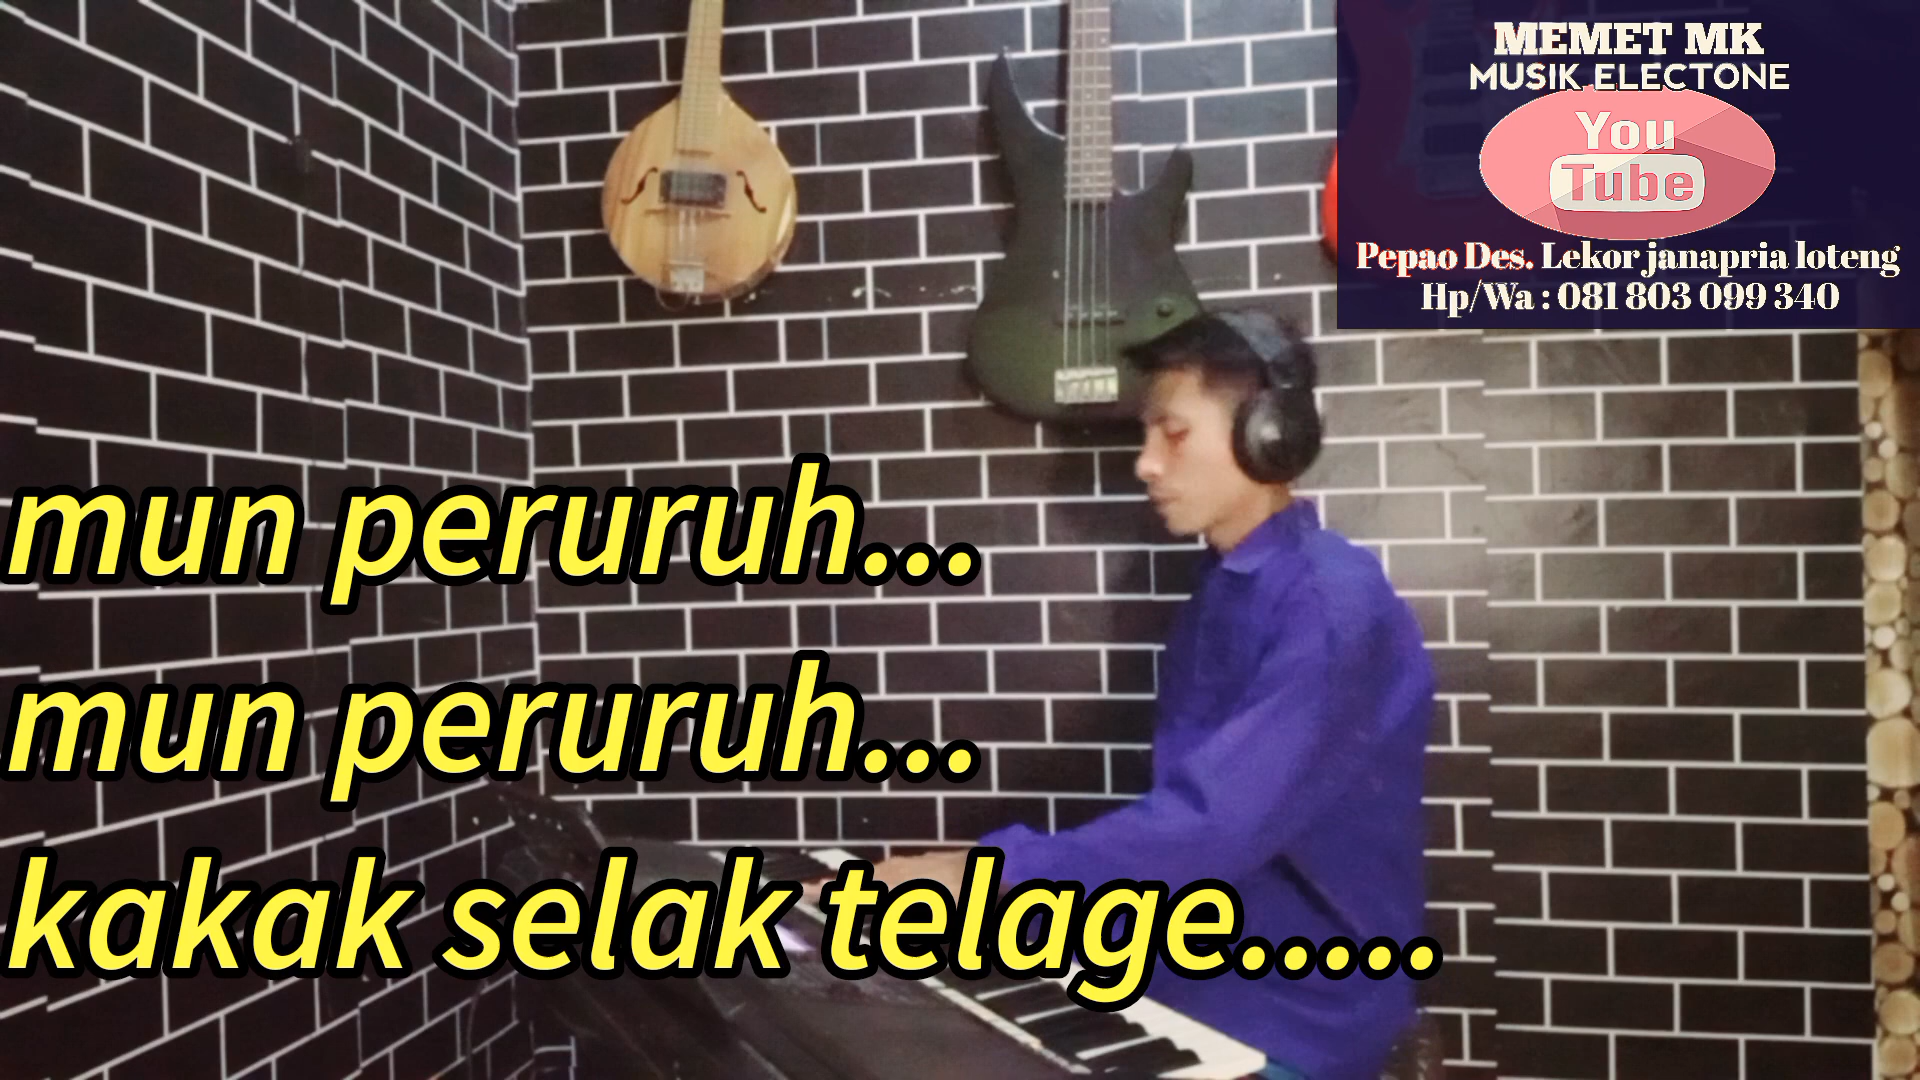 MEMET MK
MUSIK ELECTONE
You
Tube
Pepao Des. Lekor janapria loteng
Hp/Wa : 081 803 099 340
mun peruruh...
mun peruruh...
kakak selak telage.....